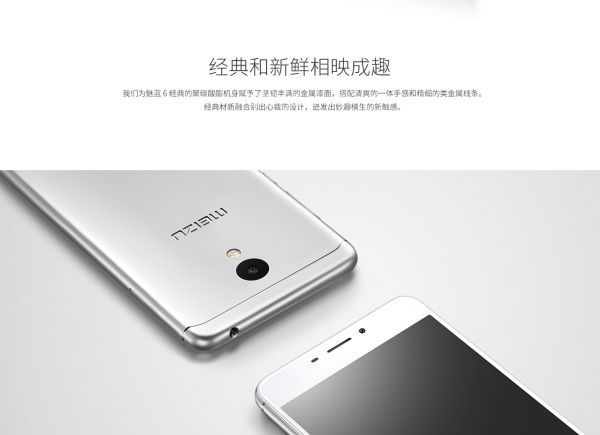 经典和新鲜相映成趣
我们为魅蓝 6 经典的聚碳酸酯机身赋予了坚韧丰满的金属漆面，搭配清爽的一体手感和精细的类金属线条。
经典材质融合别出心裁的设计，迸发出妙趣横生的新触感。
MEIZU